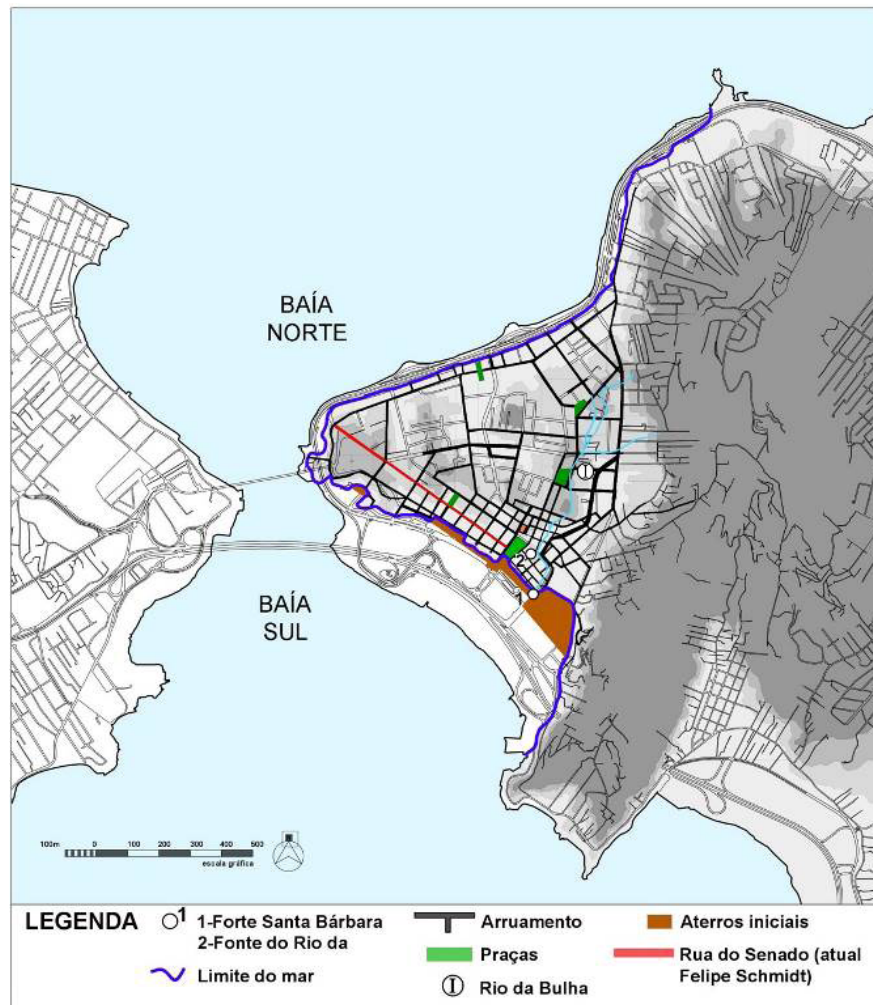 BAÍA
NORTE
I
2
1
BAÍA
SUL
100m 0 100 200 300 400 500
escala gráfica
LEGENDA
1 1-Forte Santa Bárbara
2-Fonte do Rio da
Limite do mar
Arruamento
Praças
I Rio da Bulha
Aterros iniciais
Rua do Senado (atual
Felipe Schmidt)